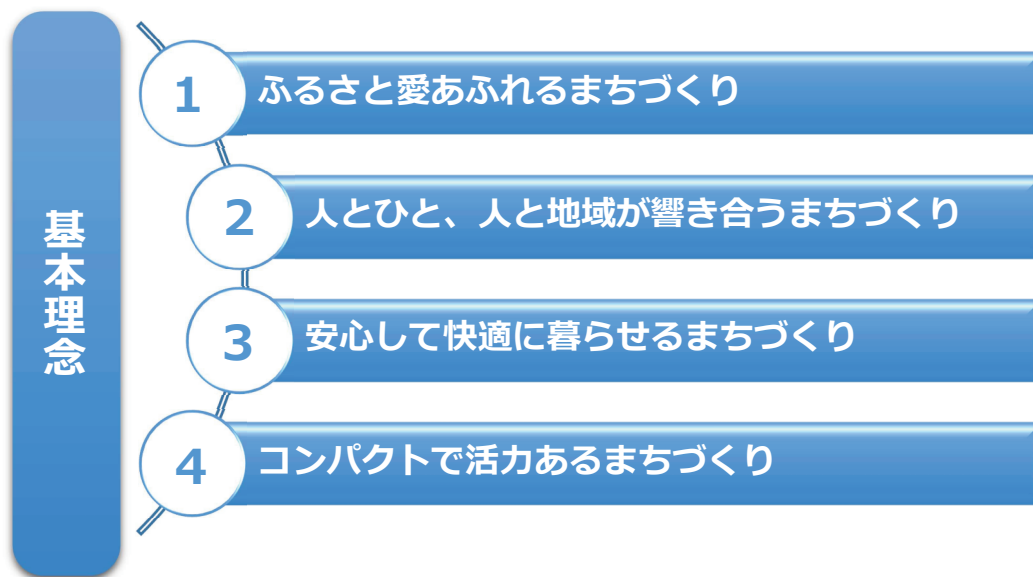 基本理念
1
ふるさと愛あふれるまちづくり
2
人とひと、人と地域が響き合うまちづくり
3
安心して快適に暮らせるまちづくり
4
コンパクトで活力あるまちづくり